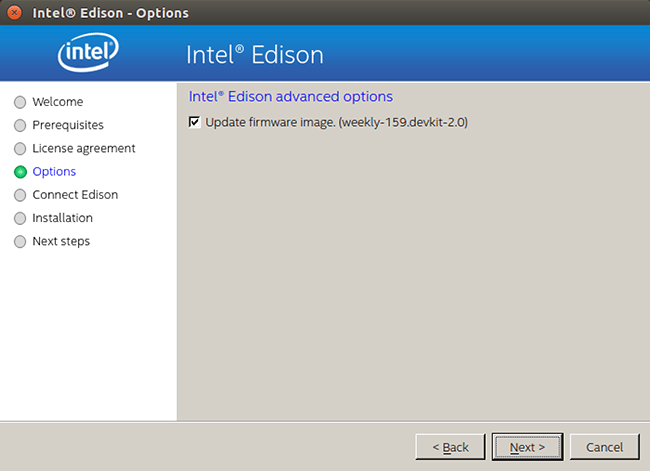 Intel® Edison - Options
intel®
Intel® Edison
Welcome
Prerequisites
License agreement
Options
Connect Edison
Installation
Next steps
Intel® Edison advanced options
Update firmware image. (weekly-159.devkit-2.0)
< Back
Next >
Cancel